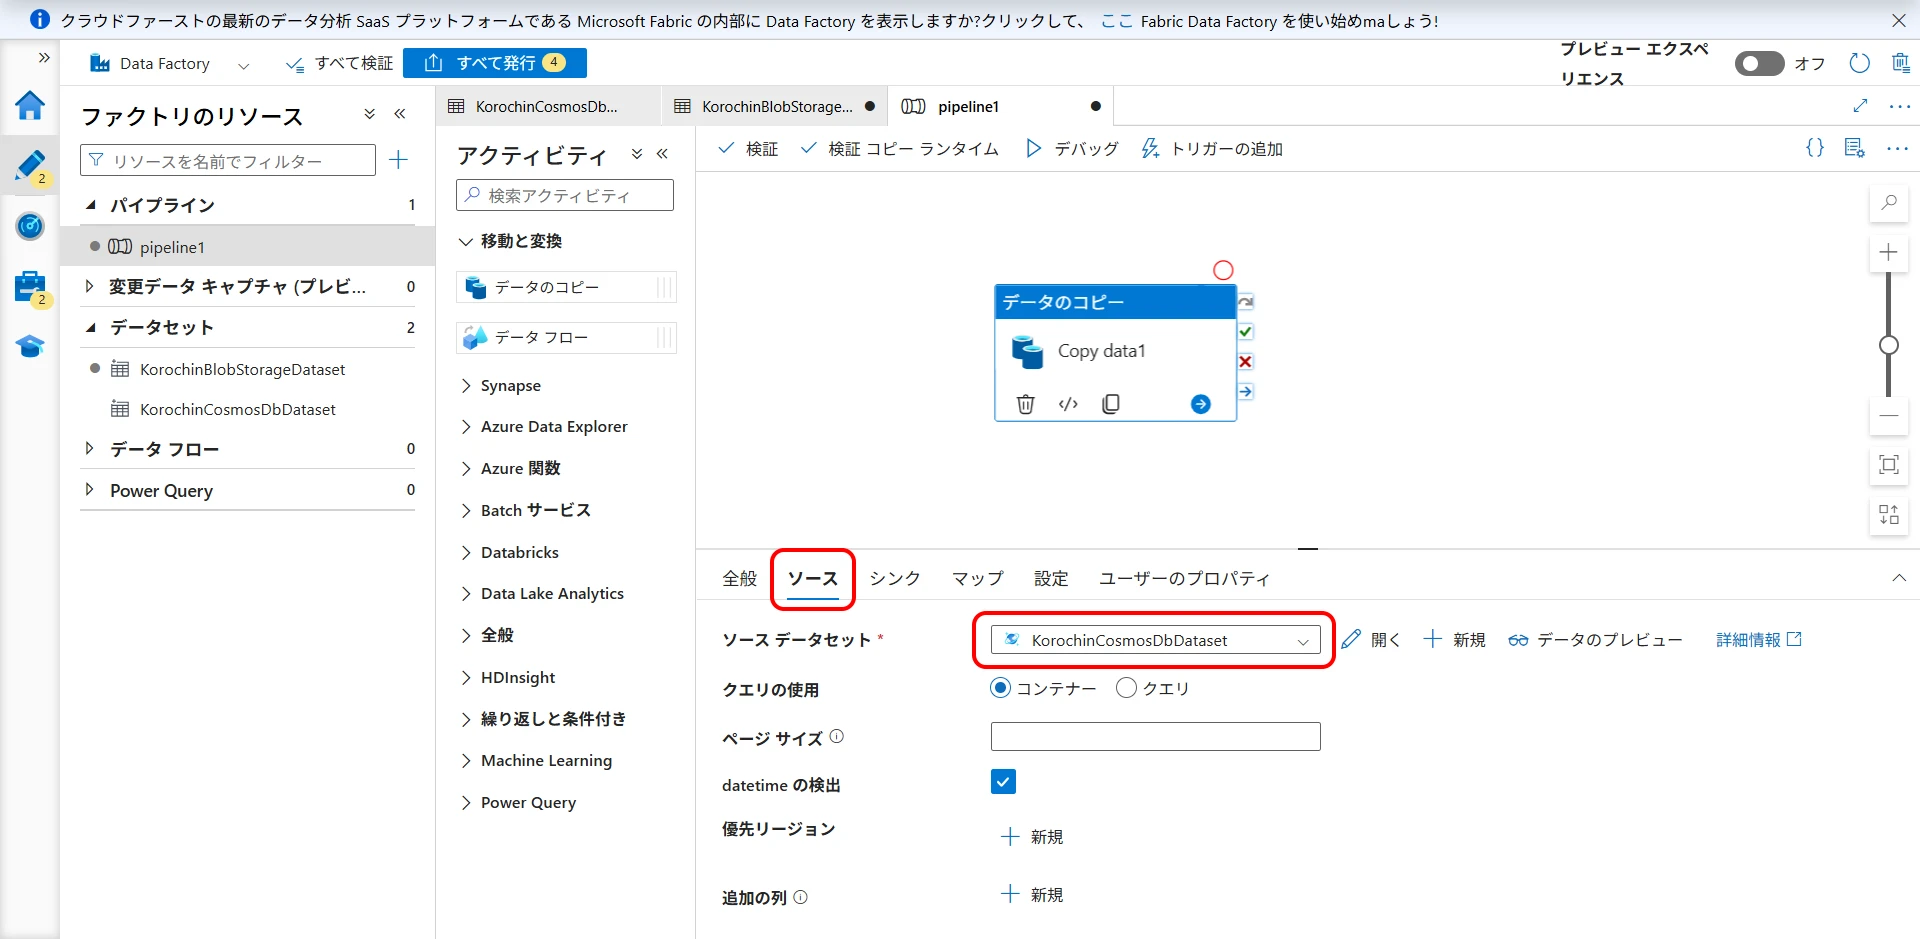 クラウドファーストの最新のデータ分析 SaaS プラットフォームである Microsoft Fabric の内部に Data Factory を表示しますか?クリックして、 ここ Fabric Data Factory を使い始めmaしょう!
Data Factory
すべて検証
すべて発行 4
プレビュー エクスペリエンス
オフ
2
2
ファクトリのリソース
リソースを名前でフィルター
パイプライン 1
pipeline1
変更データ キャプチャ (プレビ... 0
データセット 2
KorochinBlobStorageDataset
KorochinCosmosDbDataset
データ フロー 0
Power Query 0
KorochinCosmosDb...
KorochinBlobStorage...
pipeline1
アクティビティ
検索アクティビティ
移動と変換
データのコピー
データ フロー
Synapse
Azure Data Explorer
Azure 関数
Batch サービス
Databricks
Data Lake Analytics
全般
HDInsight
繰り返しと条件付き
Machine Learning
Power Query
検証
検証 コピー ランタイム
デバッグ
トリガーの追加
データのコピー
Copy data1
全般
ソース
シンク
マップ
設定
ユーザーのプロパティ
ソース データセット *
KorochinCosmosDbDataset
開く
新規
データのプレビュー
詳細情報
クエリの使用
コンテナー
クエリ
ページ サイズ
datetime の検出
優先リージョン
新規
追加の列
新規